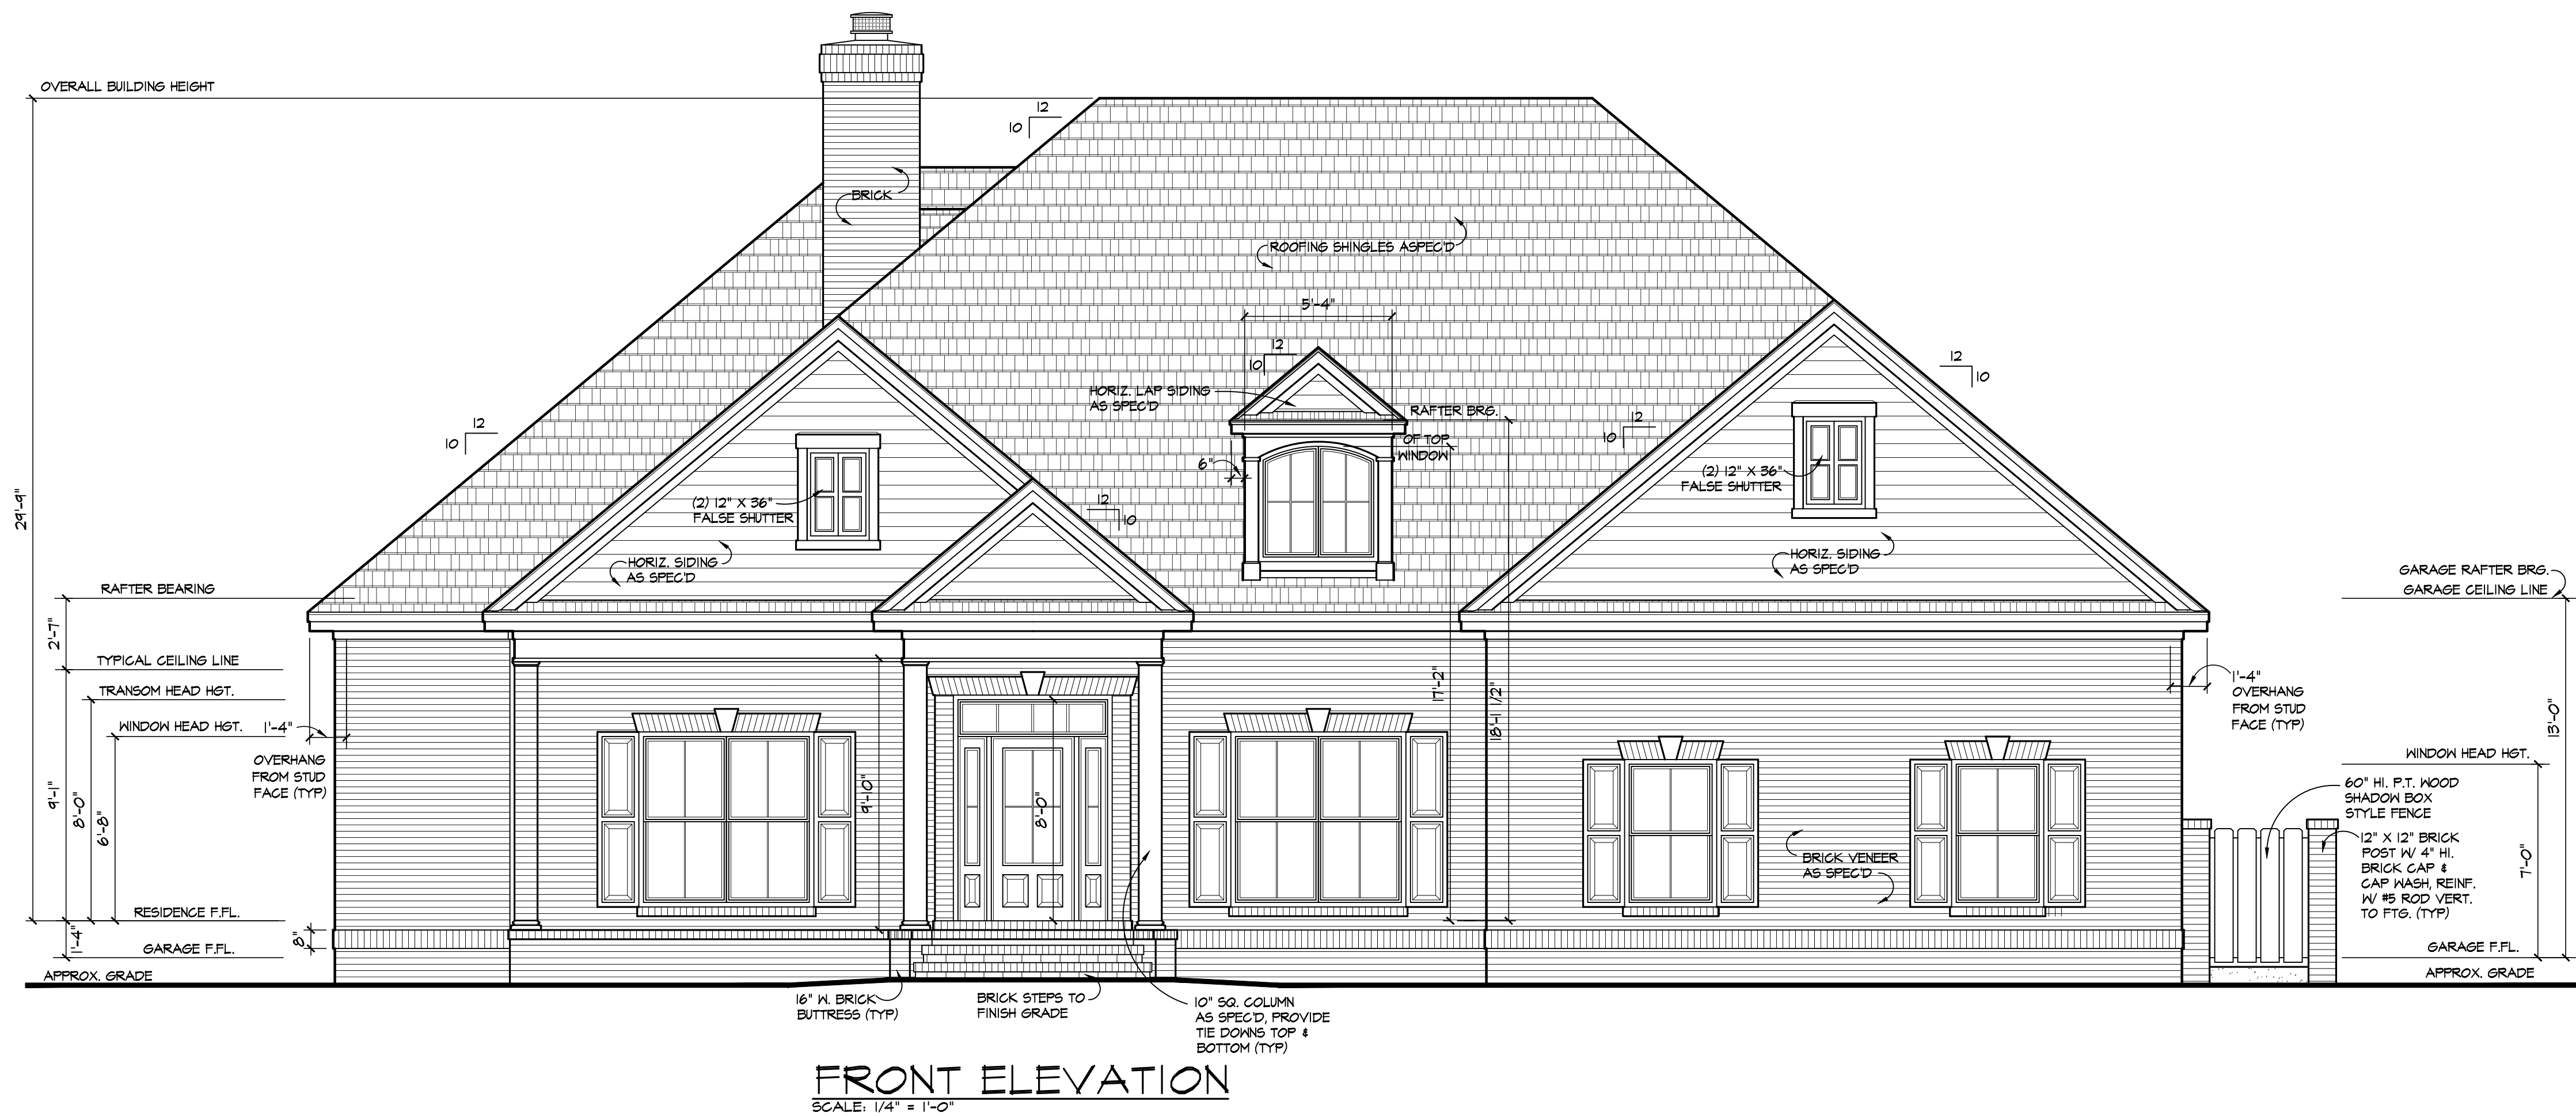 OVERALL BUILDING HEIGHT
12
10
BRICK
ROOFING SHINGLES ASPEC'D
5'-4"
12
10
HORIZ. LAP SIDING
AS SPEC'D
RAFTER BRG.
OF TOP
WINDOW
6"
12
10
12
10
12
10
(2) 12" X 36"
FALSE SHUTTER
12
10
(2) 12" X 36"
FALSE SHUTTER
12
10
HORIZ. SIDING
AS SPEC'D
HORIZ. SIDING
AS SPEC'D
29'-9"
RAFTER BEARING
2'-7"
TYPICAL CEILING LINE
TRANSOM HEAD HGT.
WINDOW HEAD HGT.
1'-4"
OVERHANG
FROM STUD
FACE (TYP)
9'-1"
8'-0"
6'-8"
RESIDENCE F.FL.
1'-4"
8"
GARAGE F.FL.
APPROX. GRADE
9'-10"
8'-0"
17'-2"
18'-1 1/2"
BRICK VENEER
AS SPEC'D
GARAGE RAFTER BRG.
GARAGE CEILING LINE
1'-4"
OVERHANG
FROM STUD
FACE (TYP)
13'-0"
WINDOW HEAD HGT.
60" HI. P.T. WOOD
SHADOW BOX
STYLE FENCE
12" X 12" BRICK
POST W/ 4" HI.
BRICK CAP &
CAP WASH, REINF.
W/ #5 ROD VERT.
TO FTG. (TYP)
7'-0"
GARAGE F.FL.
APPROX. GRADE
16" W. BRICK
BUTTRESS (TYP)
BRICK STEPS TO
FINISH GRADE
10" SQ. COLUMN
AS SPEC'D, PROVIDE
TIE DOWNS TOP &
BOTTOM (TYP)
FRONT ELEVATION
SCALE: 1/4" = 1'-0"